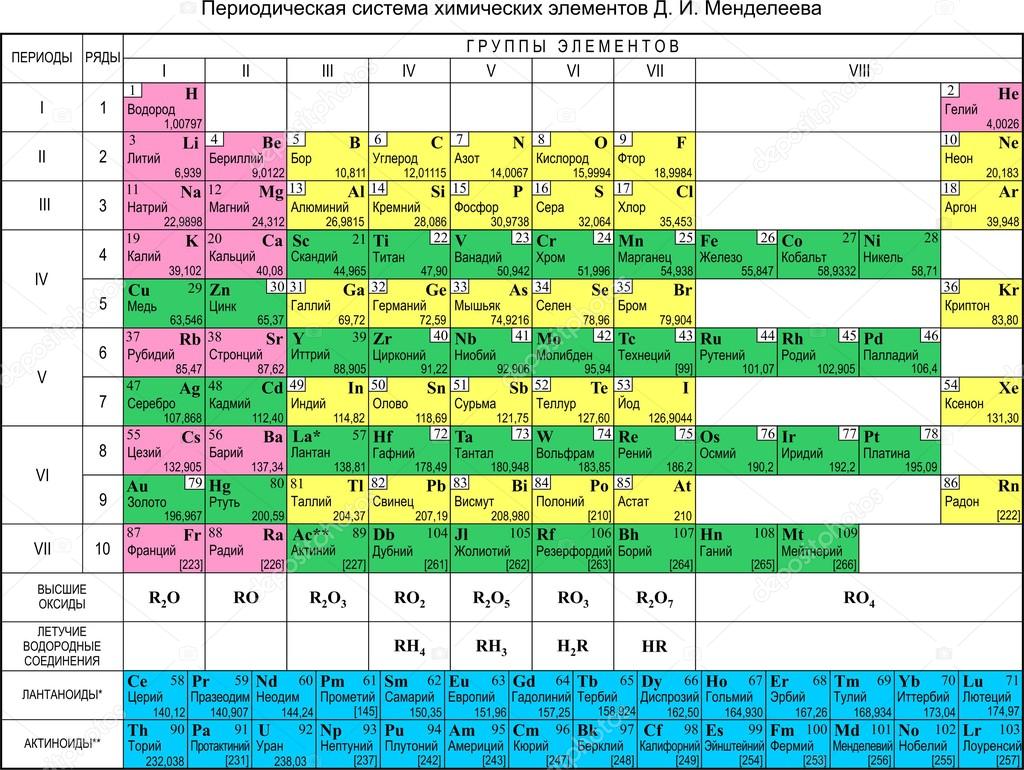 Периодическая система химических элементов Д. И. Менделеева
ПЕРИОДЫ РЯДЫ ГРУППЫ ЭЛЕМЕНТОВ
I II III IV V VI VII VIII
I 1 1 H 2 He
Водород Гелий
1,00797 4,0026
II 2 3 Li 4 Be 5 B 6 C 7 N 8 O 9 F 10 Ne
Литий Бериллий Бор Углерод Азот Кислород Фтор Неон
6,939 9,0122 10,811 12,01115 14,0067 15,9994 18,9984 20,183
III 3 11 Na 12 Mg 13 Al 14 Si 15 P 16 S 17 Cl 18 Ar
Натрий Магний Алюминий Кремний Фосфор Сера Хлор Аргон
22,9898 24,312 26,9815 28,086 30,9738 32,064 35,453 39,948
IV 4 19 K 20 Ca Sc 21 Ti 22 V 23 Cr 24 Mn 25 Fe 26 Co 27 Ni 28
Калий Кальций Скандий Титан Ванадий Хром Марганец Железо Кобальт Никель
39,102 40,08 44,965 47,90 50,942 51,996 54,938 55,847 58,9332 58,71
5 Cu 29 Zn 30 31 Ga 32 Ge 33 As 34 Se 35 Br 36 Kr
Медь Цинк Галлий Германий Мышьяк Селен Бром Криптон
63,546 65,37 69,72 72,59 74,9216 78,96 79,904 83,80
V 6 37 Rb 38 Sr Y 39 Zr 40 Nb 41 Mo 42 Tc 43 Ru 44 Rh 45 Pd 46
Рубидий Стронций Иттрий Цирконий Ниобий Молибден Технеций Рутений Родий Палладий
85,47 87,62 88,905 91,22 92,906 95,94 [99] 101,07 102,905 106,4
7 47 Ag 48 Cd 49 In 50 Sn 51 Sb 52 Te 53 I 54 Xe
Серебро Кадмий Индий Олово Сурьма Теллур Йод Ксенон
107,868 112,40 114,82 118,69 121,75 127,60 126,9044 131,30
VI 8 55 Cs 56 Ba La* 57 Hf 72 Ta 73 W 74 Re 75 Os 76 Ir 77 Pt 78
Цезий Барий Лантан Гафний Тантал Вольфрам Рений Осмий Иридий Платина
132,905 137,34 138,81 178,49 180,948 183,85 186,2 190,2 192,2 195,09
9 Au 79 Hg 80 81 Tl 82 Pb 83 Bi 84 Po 85 At 86 Rn
Золото Ртуть Таллий Свинец Висмут Полоний Астат Радон
196,967 200,59 204,37 207,19 208,980 [210] 210 [222]
VII 10 87 Fr 88 Ra Ac** 89 Db 104 Jl 105 Rf 106 Bh 107 Hn 108 Mt 109
Франций Радий Актиний Дубний Жолиотий Резерфордий Борий Ганий Мейтнерий
[223] [226] [227] [261] [262] [263] [264] [265] [266]
ВЫСШИЕ
ОКСИДЫ R2O RO R2O3 RO2 R2O5 RO3 R2O7 RO4
ЛЕТУЧИЕ
ВОДОРОДНЫЕ RH4 RH3 H2R HR
СОЕДИНЕНИЯ
ЛАНТАНОИДЫ* Ce 58 Pr 59 Nd 60 Pm 61 Sm 62 Eu 63 Gd 64 Tb 65 Dy 66 Ho 67 Er 68 Tm 69 Yb 70 Lu 71
Церий Празеодим Неодим Прометий Самарий Европий Гадолиний Тербий Диспрозий Гольмий Эрбий Тулий Иттербий Лютеций
140,12 140,907 144,24 [145] 150,35 151,96 157,25 158,924 162,50 164,930 167,26 168,934 173,04 174,97
АКТИНОИДЫ** Th 90 Pa 91 U 92 Np 93 Pu 94 Am 95 Cm 96 Bk 97 Cf 98 Es 99 Fm 100 Md 101 No 102 Lr 103
Торий Протактиний Уран Нептуний Плутоний Америций Кюрий Берклий Калифорний Эйнштейний Фермий Менделевий Нобелий Лоуренсий
232,038 [231] 238,03 [237] [242] [243] [247] [248] [249] [254] [253] [256] [255] [257]
depositphotos